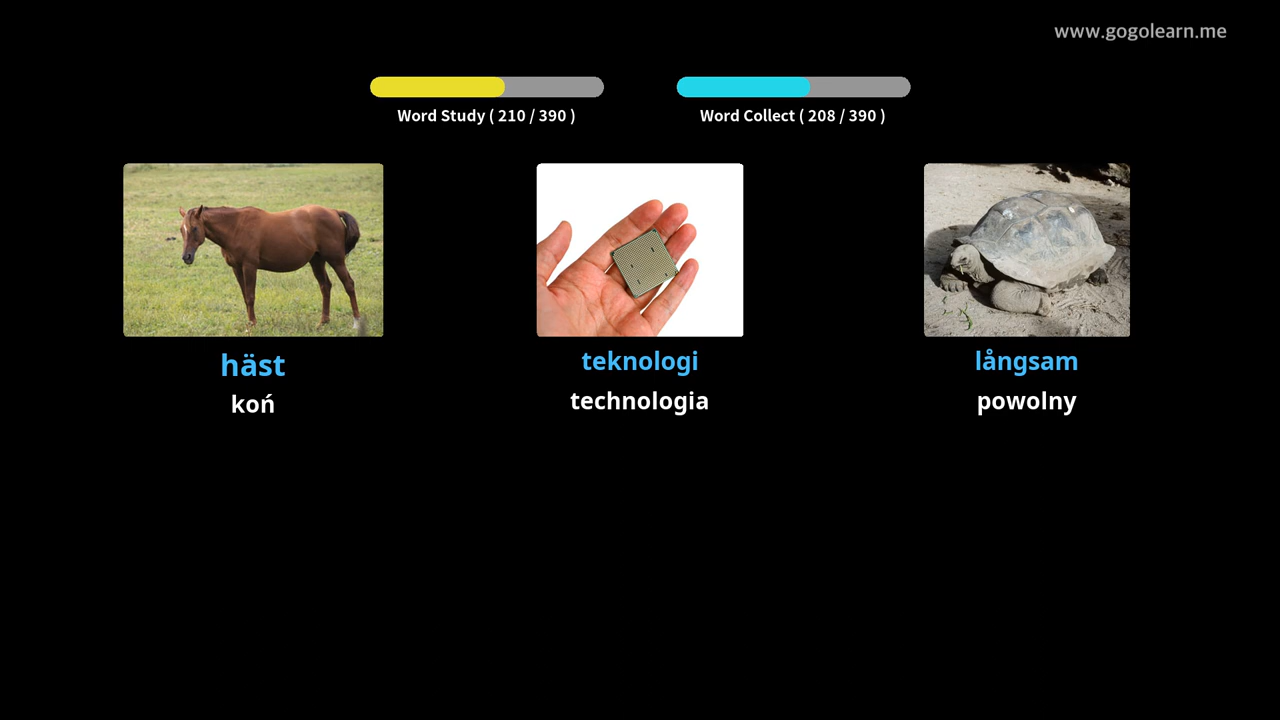 www.gogolearn.me
Word Study ( 210 / 390 )
Word Collect ( 208 / 390 )
häst
koń
teknologi
technologia
långsam
powolny